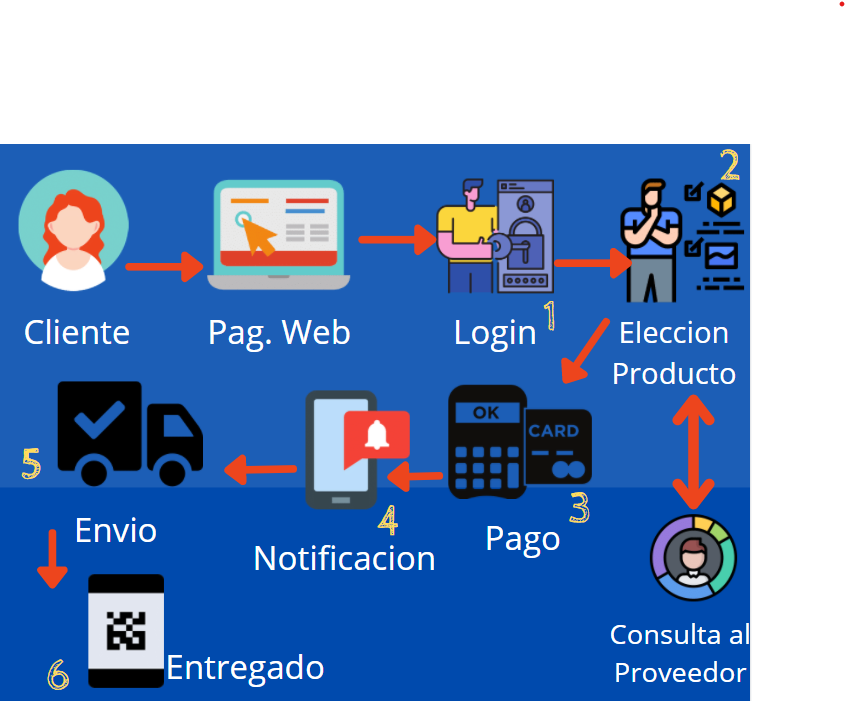 2
Cliente
Pag. Web
Login
1
Eleccion
Producto
OK
CARD
5
Envio
4
Notificacion
3
Pago
6
Entregado
Consulta al
Proveedor